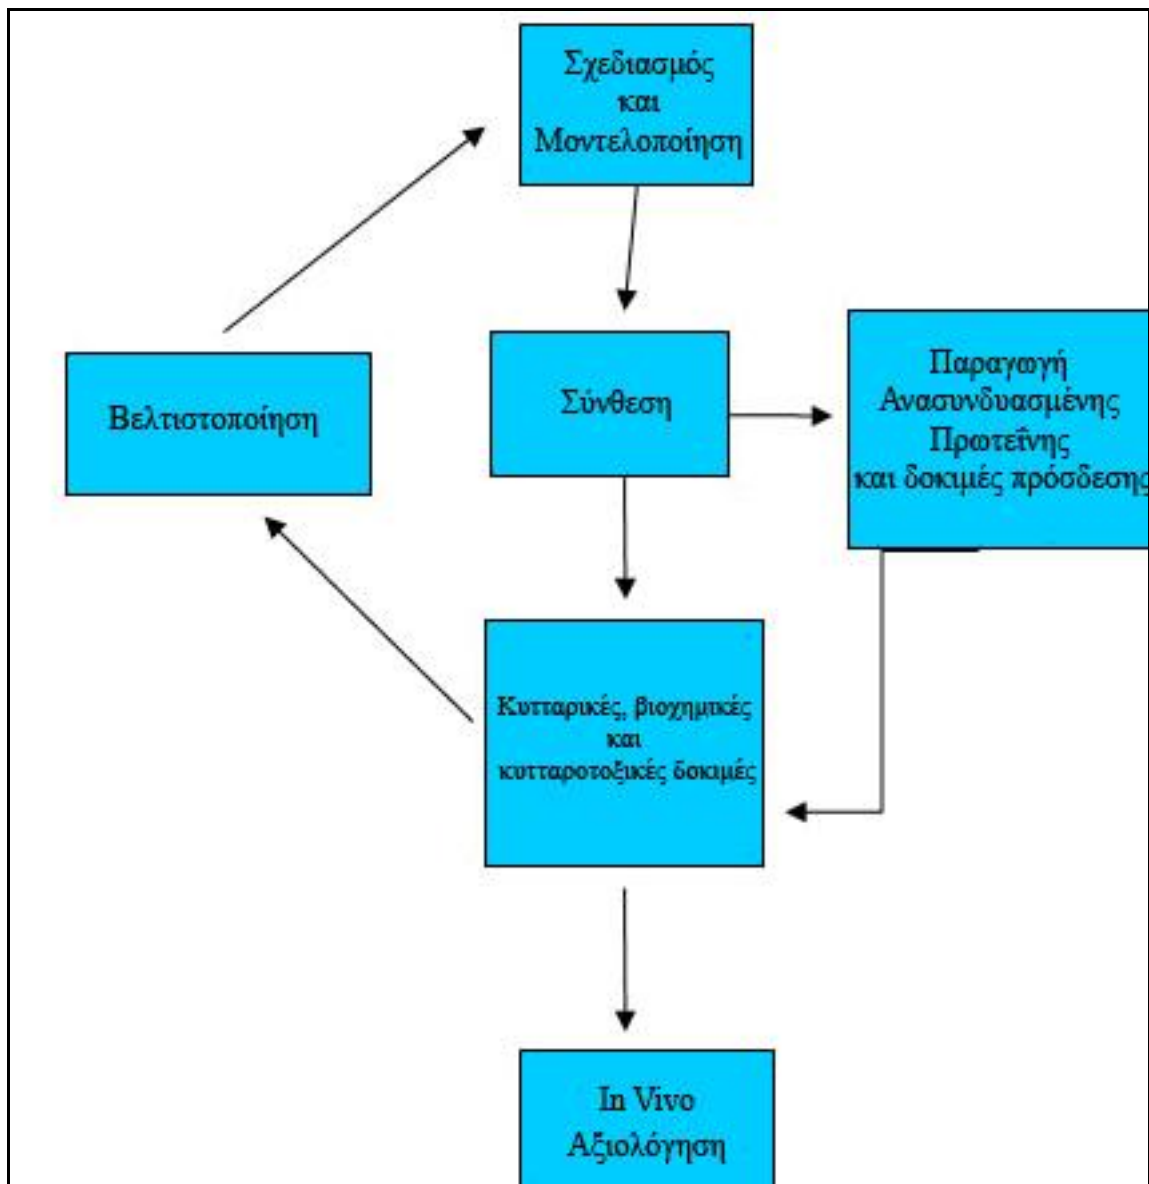 Σχεδιασμός
και
Μοντελοποίηση
Βελτιστοποίηση
Σύνθεση
Παραγωγή
Ανασυνδυασμένης
Πρωτεΐνης
και δοκιμές πρόσδεσης
Κυτταρικές, βιοχημικές
και
κυτταροτοξικές δοκιμές
In Vivo
Αξιολόγηση